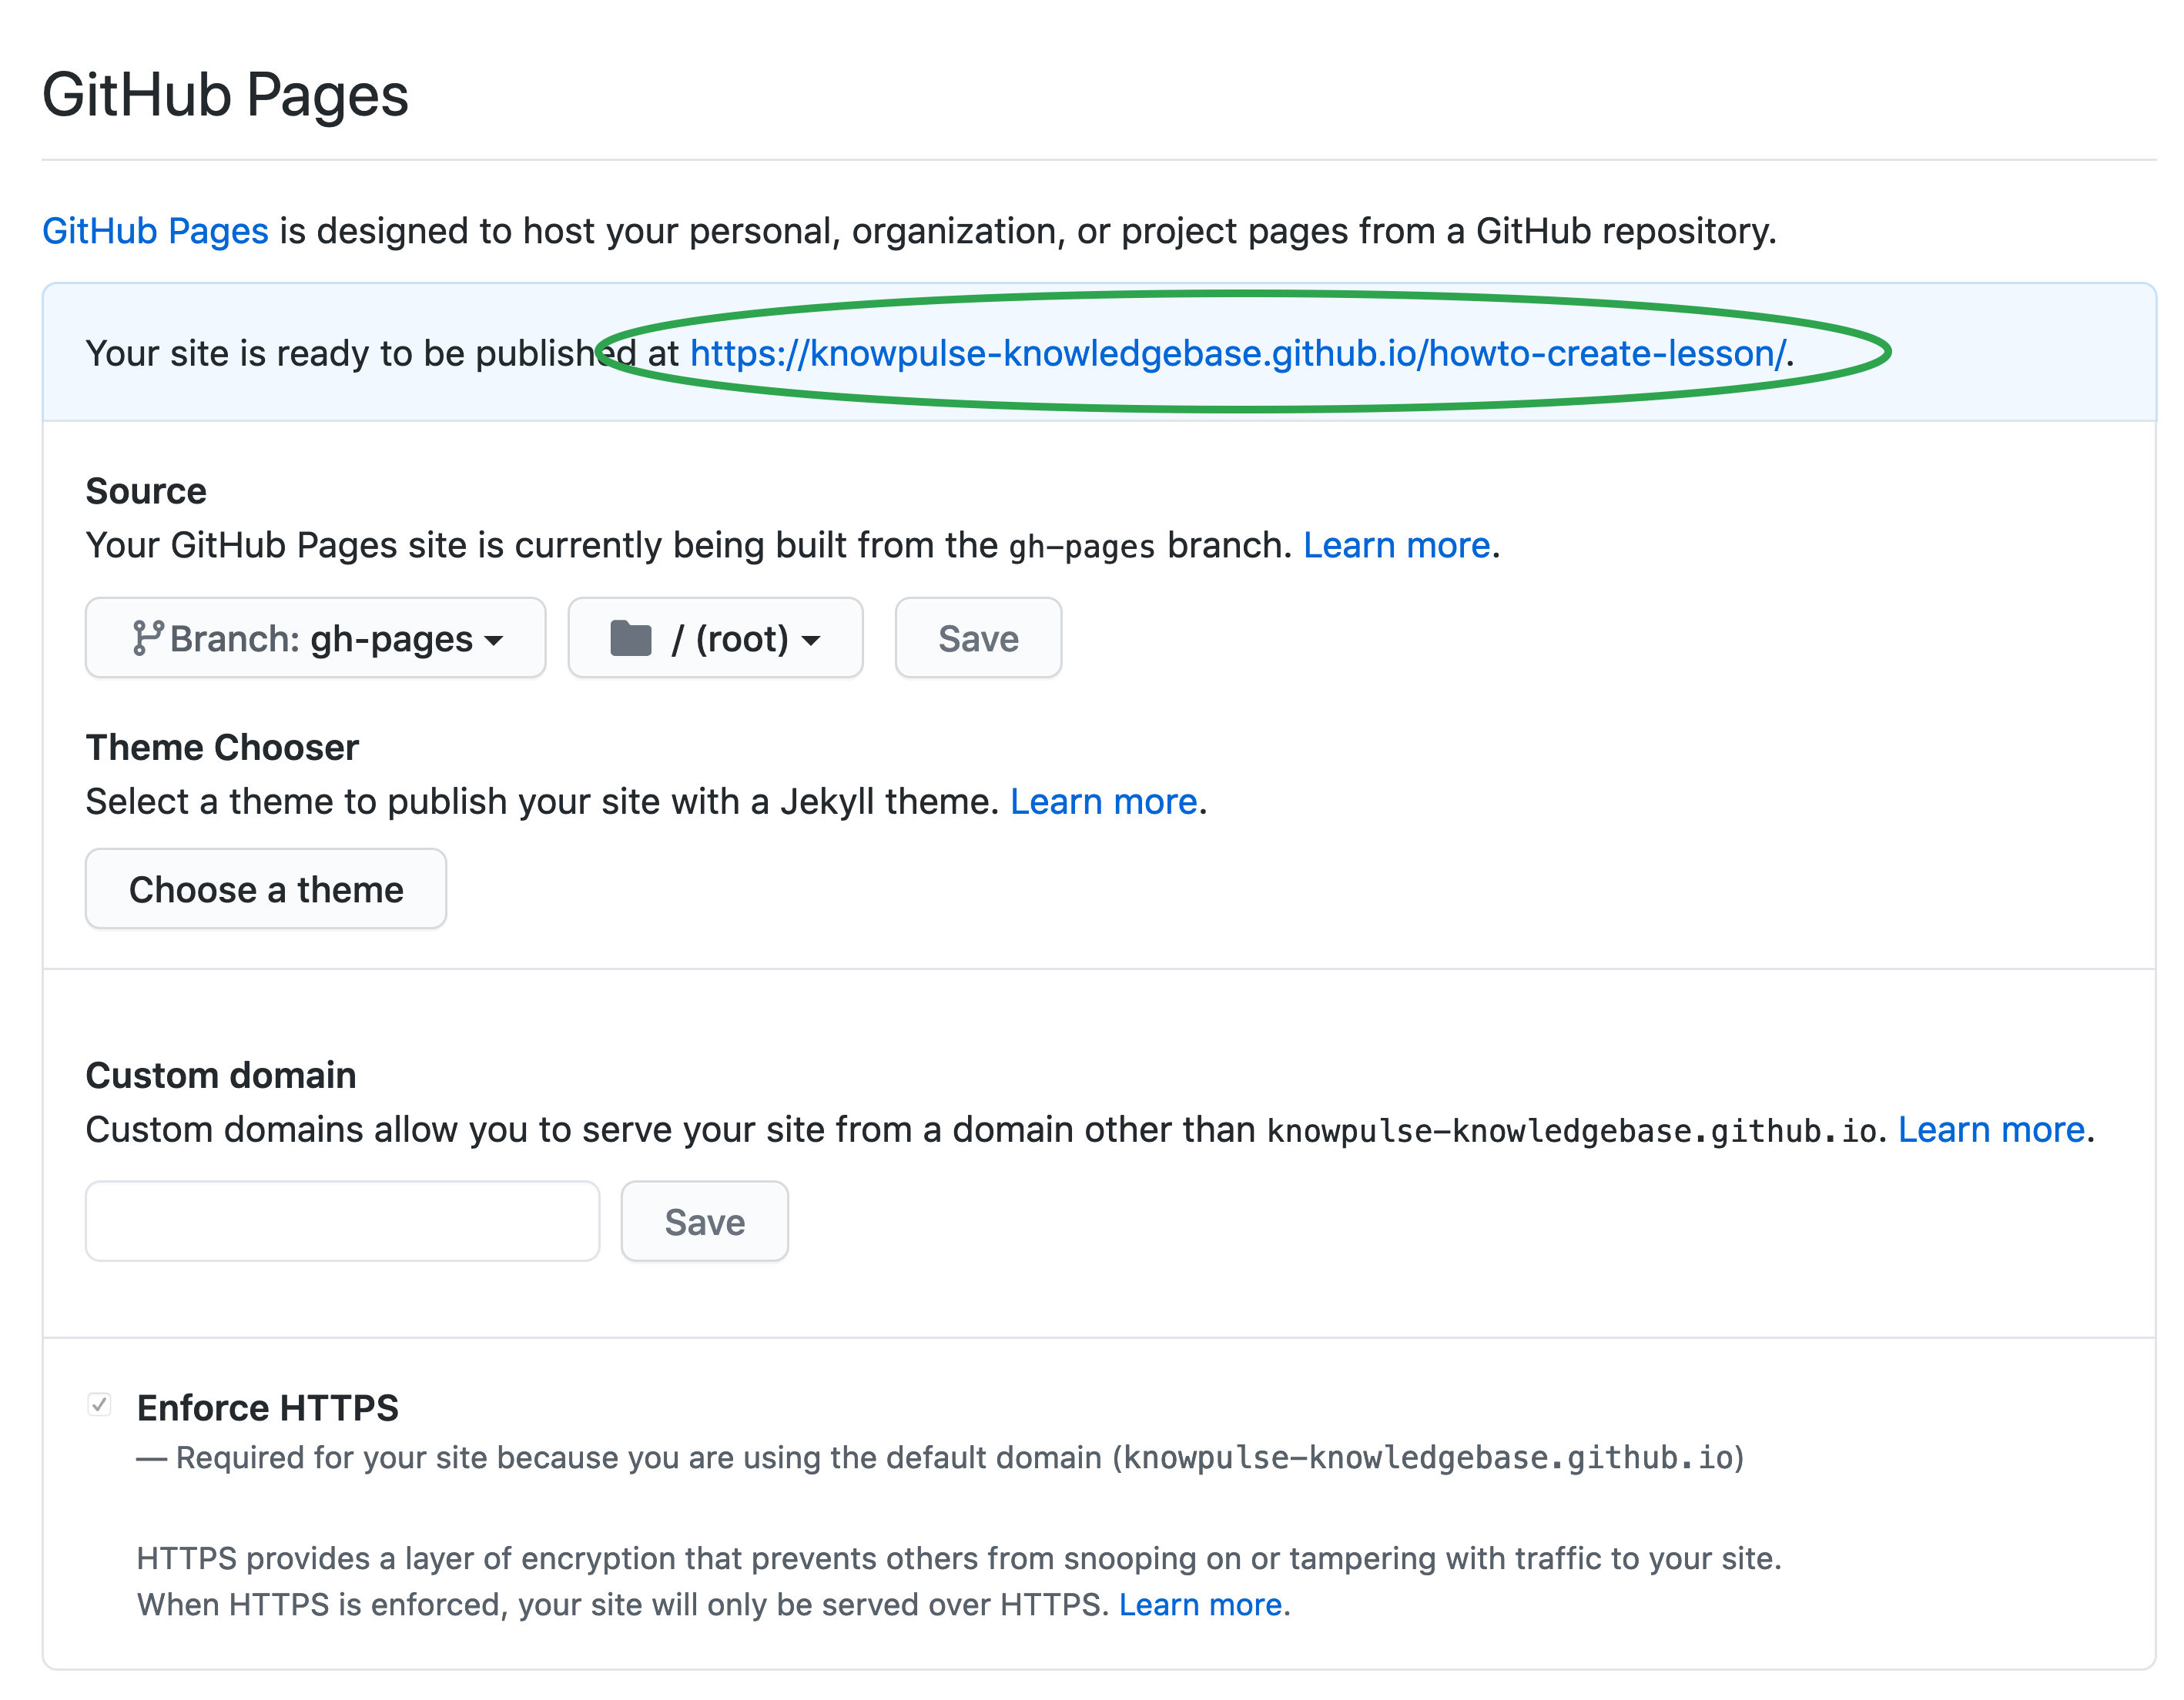 GitHub Pages
GitHub Pages is designed to host your personal, organization, or project pages from a GitHub repository.
Your site is ready to be published at https://knowpulse-knowledgebase.github.io/howto-create-lesson/.
Source
Your GitHub Pages site is currently being built from the gh-pages branch. Learn more.
Branch: gh-pages / (root) Save
Theme Chooser
Select a theme to publish your site with a Jekyll theme. Learn more.
Choose a theme
Custom domain
Custom domains allow you to serve your site from a domain other than knowpulse-knowledgebase.github.io. Learn more.
Save
Enforce HTTPS
— Required for your site because you are using the default domain (knowpulse-knowledgebase.github.io)
HTTPS provides a layer of encryption that prevents others from snooping on or tampering with traffic to your site.
When HTTPS is enforced, your site will only be served over HTTPS. Learn more.